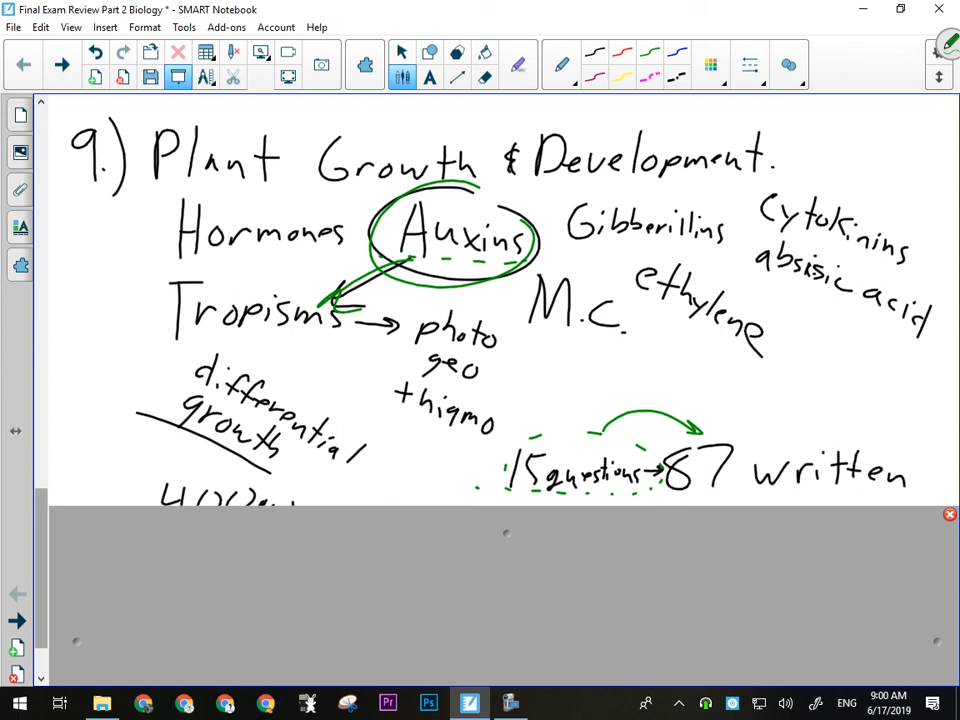 Final Exam Review Part 2 Biology * - SMART Notebook
File Edit View Insert Format Tools Add-ons Account Help
9.) Plant Growth & Development.
Hormones Auxins Gibberillins Cytokinins
absisic acid
Tropisms → photo M.C. ethylene
geo
thigmo
differential
growth
15 questions → 87 written
ENG
9:00 AM
6/17/2019